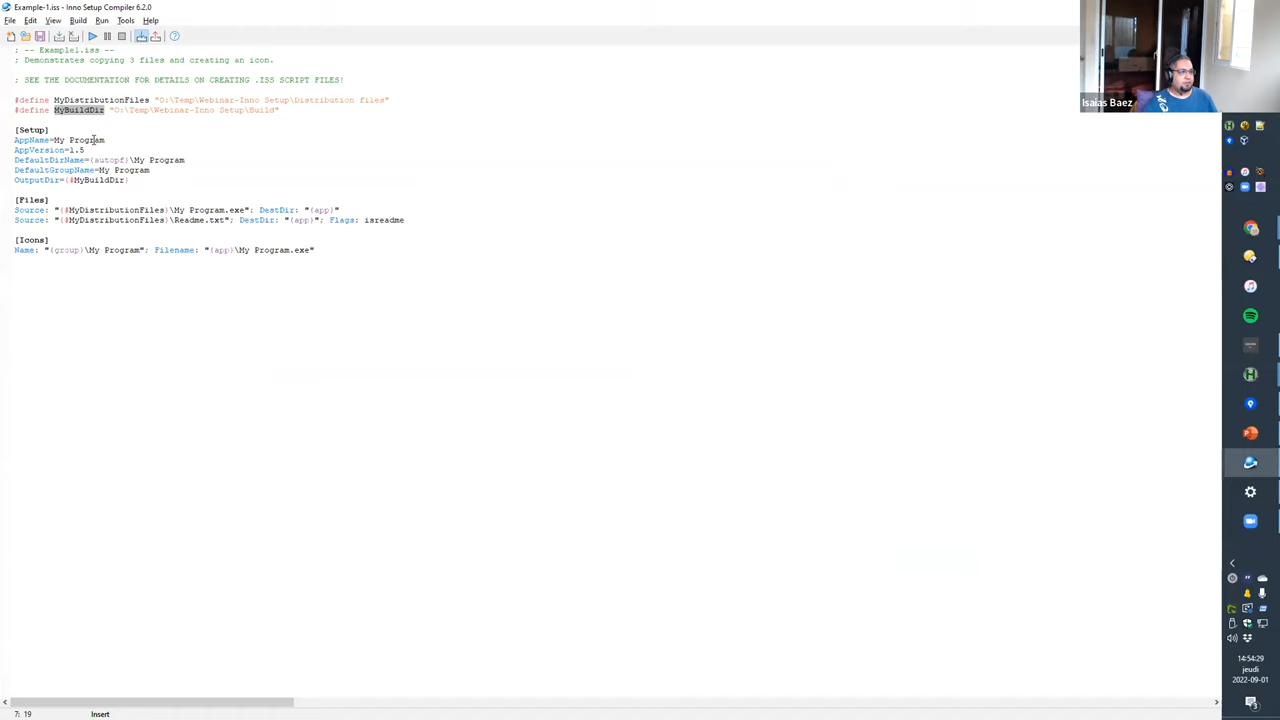 Example-1.iss - Inno Setup Compiler 6.2.0
File Edit View Build Run Tools Help
; -- Example1.iss --
; Demonstrates copying 3 files and creating an icon.
; SEE THE DOCUMENTATION FOR DETAILS ON CREATING .ISS SCRIPT FILES!
#define MyDistributionFiles "O:\Temp\Webinar-Inno Setup\Distribution files"
#define MyBuildDir "O:\Temp\Webinar-Inno Setup\Build"
[Setup]
AppName=My Program
AppVersion=1.5
DefaultDirName={autopf}\My Program
DefaultGroupName=My Program
OutputDir={#MyBuildDir}
[Files]
Source: "{#MyDistributionFiles}\My Program.exe"; DestDir: "{app}"
Source: "{#MyDistributionFiles}\Readme.txt"; DestDir: "{app}"; Flags: isreadme
[Icons]
Name: "{group}\My Program"; Filename: "{app}\My Program.exe"
7: 19 Insert
Isaias Baez
14:54:29
jeudi
2022-09-01